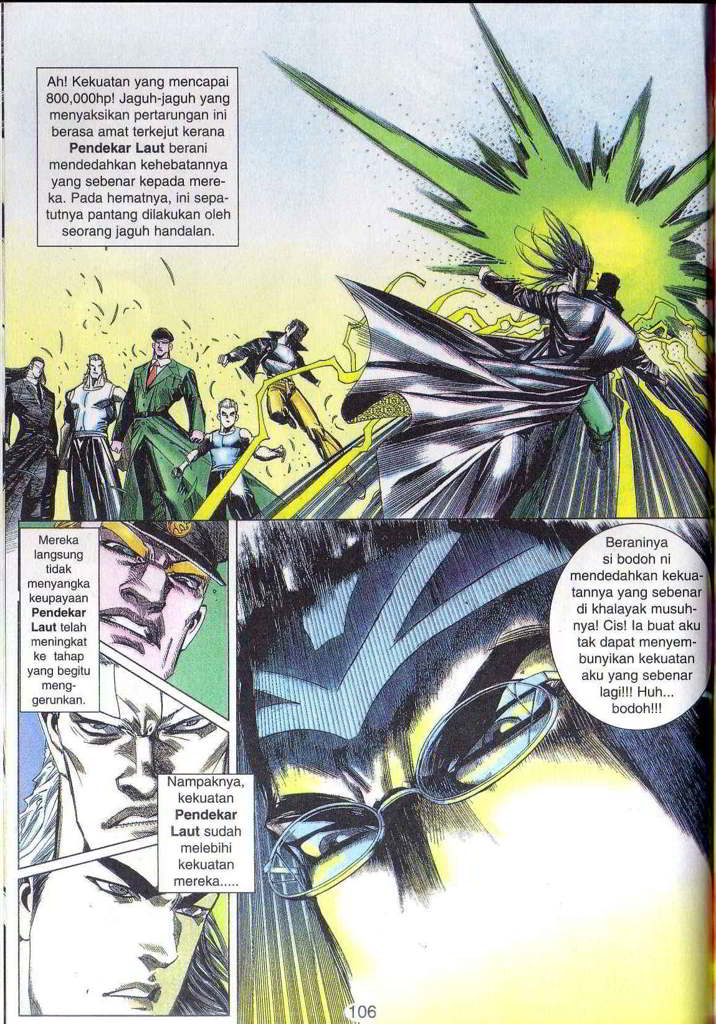 Ah! Kekuatan yang mencapai
800,000hp! Jaguh-jaguh yang
menyaksikan pertarungan ini
berasa amat terkejut kerana
Pendekar Laut berani
mendedahkan kehebatannya
yang sebenar kepada mere-
ka. Pada hematnya, ini sepa-
tutnya pantang dilakukan oleh
seorang jaguh handalan.
Mereka
langsung
tidak
menyangka
keupayaan
Pendekar
Laut telah
meningkat
ke tahap
yang begitu
meng-
gerunkan.
Nampaknya,
kekuatan
Pendekar
Laut sudah
melebihi
kekuatan
mereka.....
Beraninya
si bodoh ni
mendedahkan kekua-
tannya yang sebenar
di khalayak musuh-
nya! Cis! Ia buat aku
tak dapat menyem-
bunyikan kekuatan
aku yang sebenar
lagi!!! Huh...
bodoh!!!
106